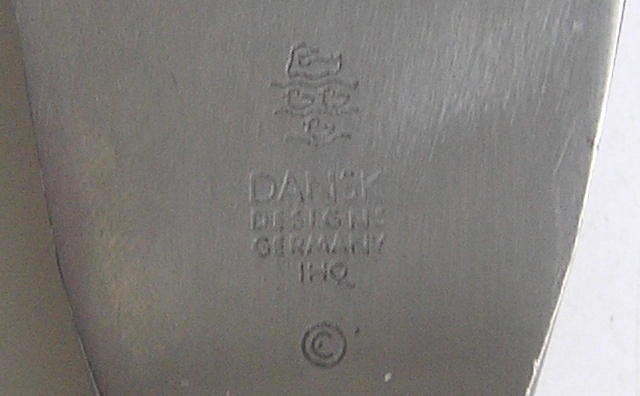 DANSK
DESIGNS
GERMANY
IHQ
©